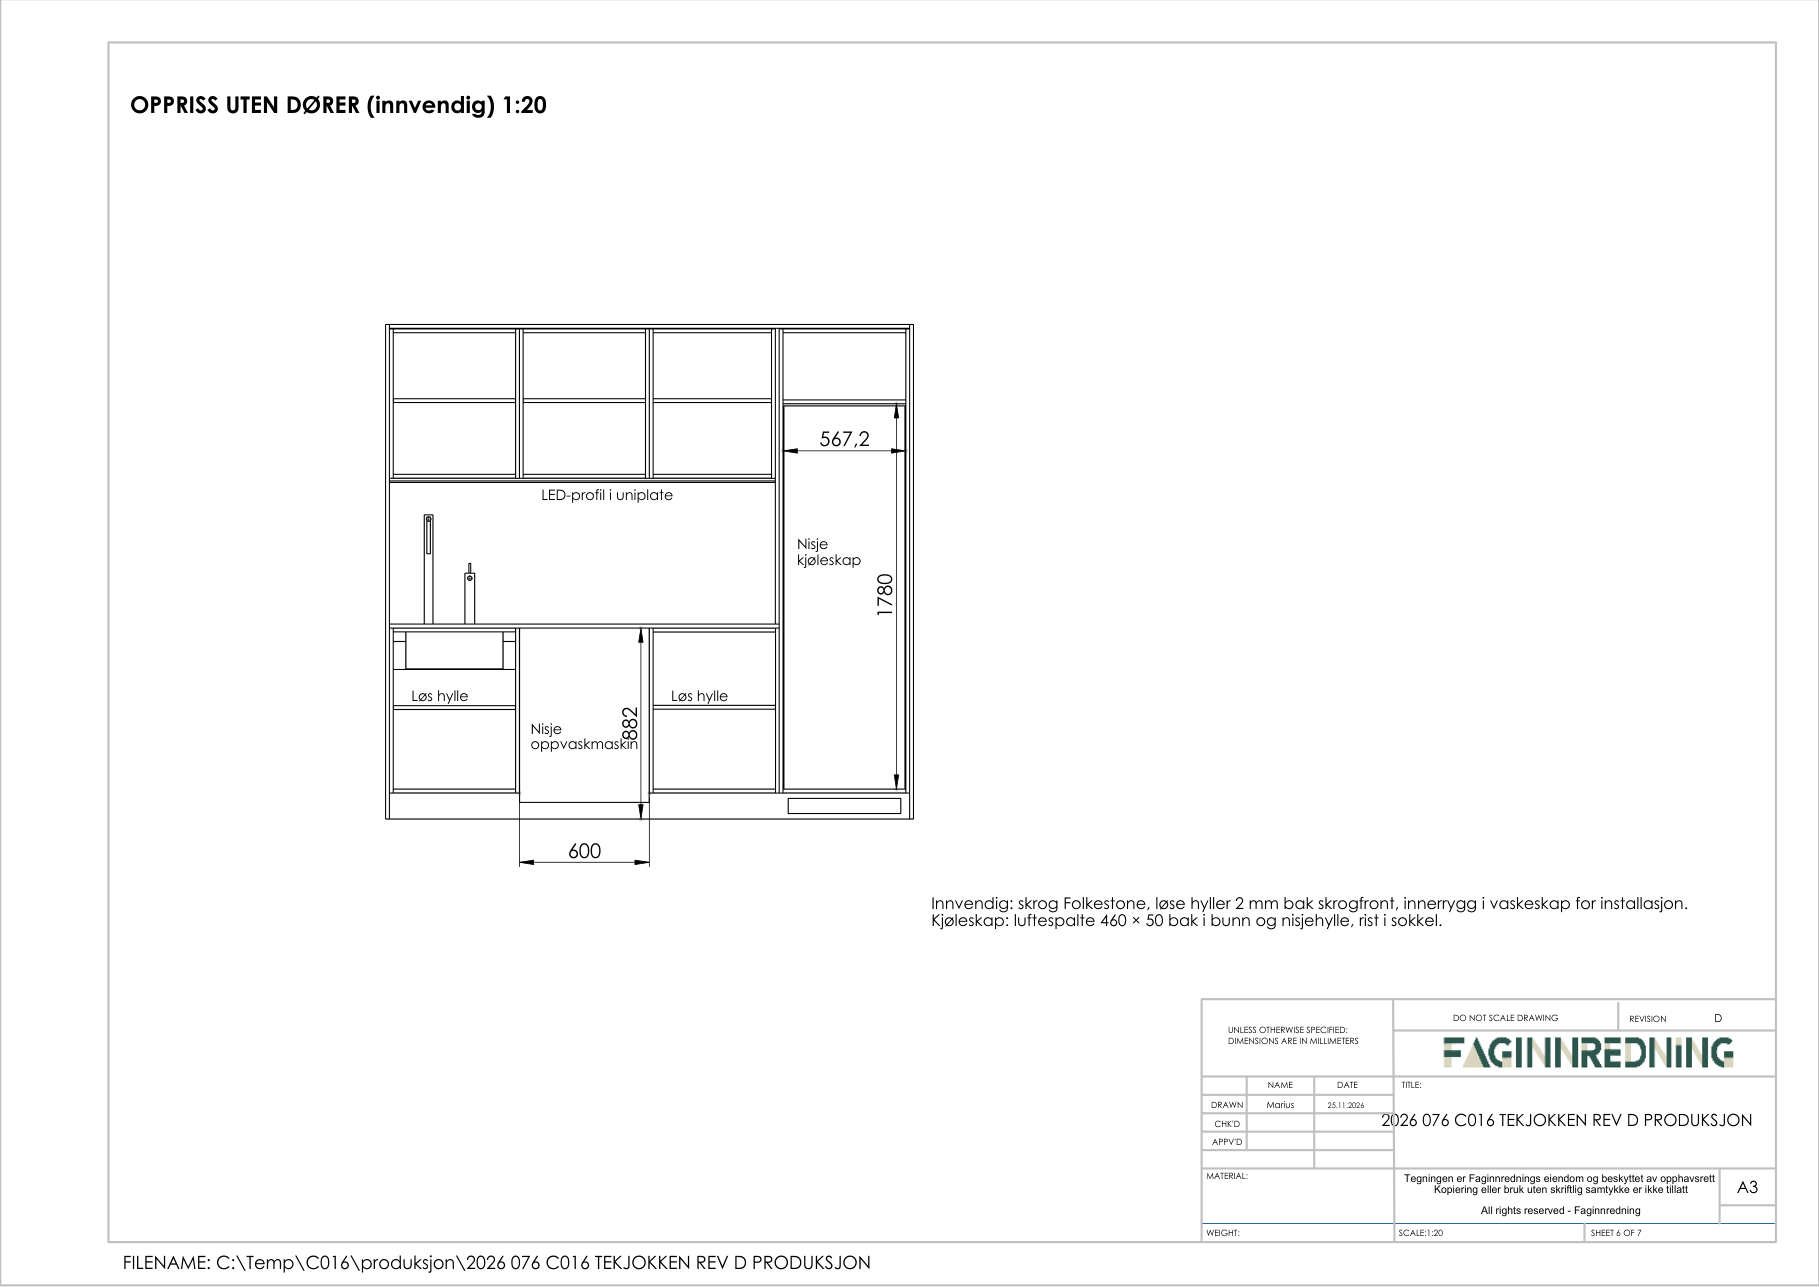 OPPRISS UTEN DØRER (innvendig) 1:20
567,2
LED-profil i uniplate
Nisje
kjøleskap
1780
Løs hylle
Løs hylle
882
Nisje
oppvaskmaskin
600
Innvendig: skrog Folkestone, løse hyller 2 mm bak skrogfront, innerrygg i vaskeskap for installasjon.
Kjøleskap: luftespalte 460 × 50 bak i bunn og nisjehylle, rist i sokkel.
UNLESS OTHERWISE SPECIFIED:
DIMENSIONS ARE IN MILLIMETERS
DO NOT SCALE DRAWING
REVISION
D
FAGINNREDNING
NAME
DATE
TITLE:
DRAWN
Marius
25.11.2026
CHK'D
APPV'D
2026 076 C016 TEKJOKKEN REV D PRODUKSJON
MATERIAL:
Tegningen er Faginnrednings eiendom og beskyttet av opphavsrett
Kopiering eller bruk uten skriftlig samtykke er ikke tillatt
All rights reserved - Faginnredning
A3
WEIGHT:
SCALE:1:20
SHEET 6 OF 7
FILENAME: C:\Temp\C016\produksjon\2026 076 C016 TEKJOKKEN REV D PRODUKSJON